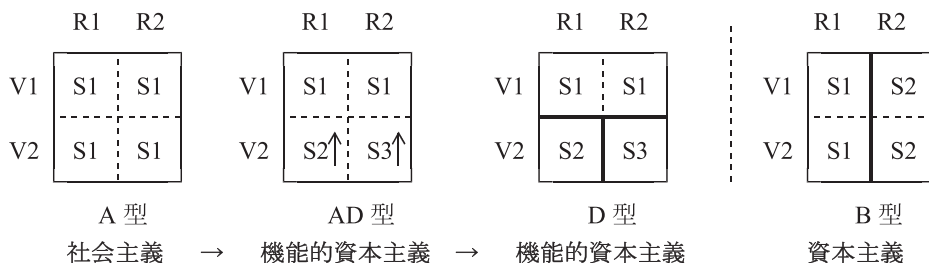 R1 R2 R1 R2 R1 R2 R1 R2
V1 S1 S1 V1 S1 S1 V1 S1 S1 V1 S1 S2
V2 S1 S1 V2 S2↑ S3↑ V2 S2 S3 V2 S1 S2
A 型 AD 型 D 型 B 型
社会主義 → 機能的資本主義 → 機能的資本主義 資本主義